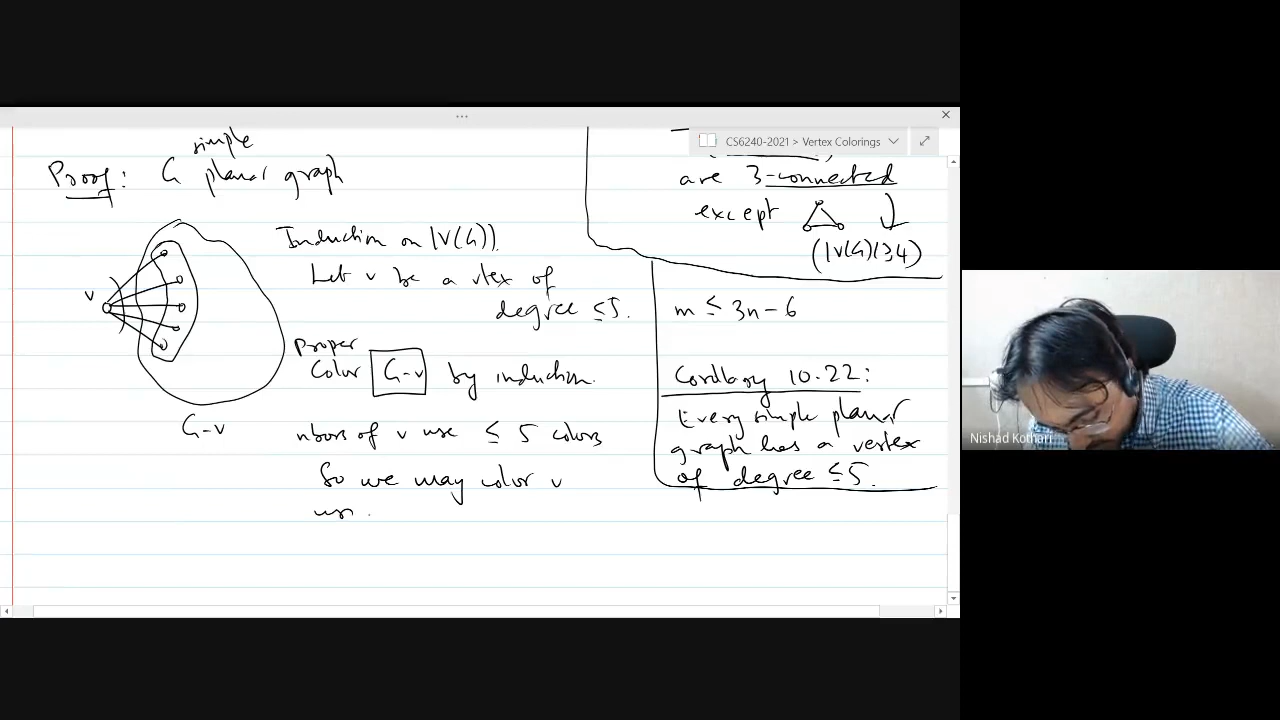 CS6240-2021 > Vertex Colorings
simple
Proof: G planar graph
Induction on |V(G)|.
Let v be a vtex of
degree ≤ 5.
v
Proper
Color G-v by induction.
G-v
nbors of v use ≤ 5 colors
So we may color v
usi
are 3-connected
except
(|V(G)|≥4)
m ≤ 3n - 6
Corollary 10.22:
Every simple planar
graph has a vertex
of degree ≤ 5.
Nishad Kothari